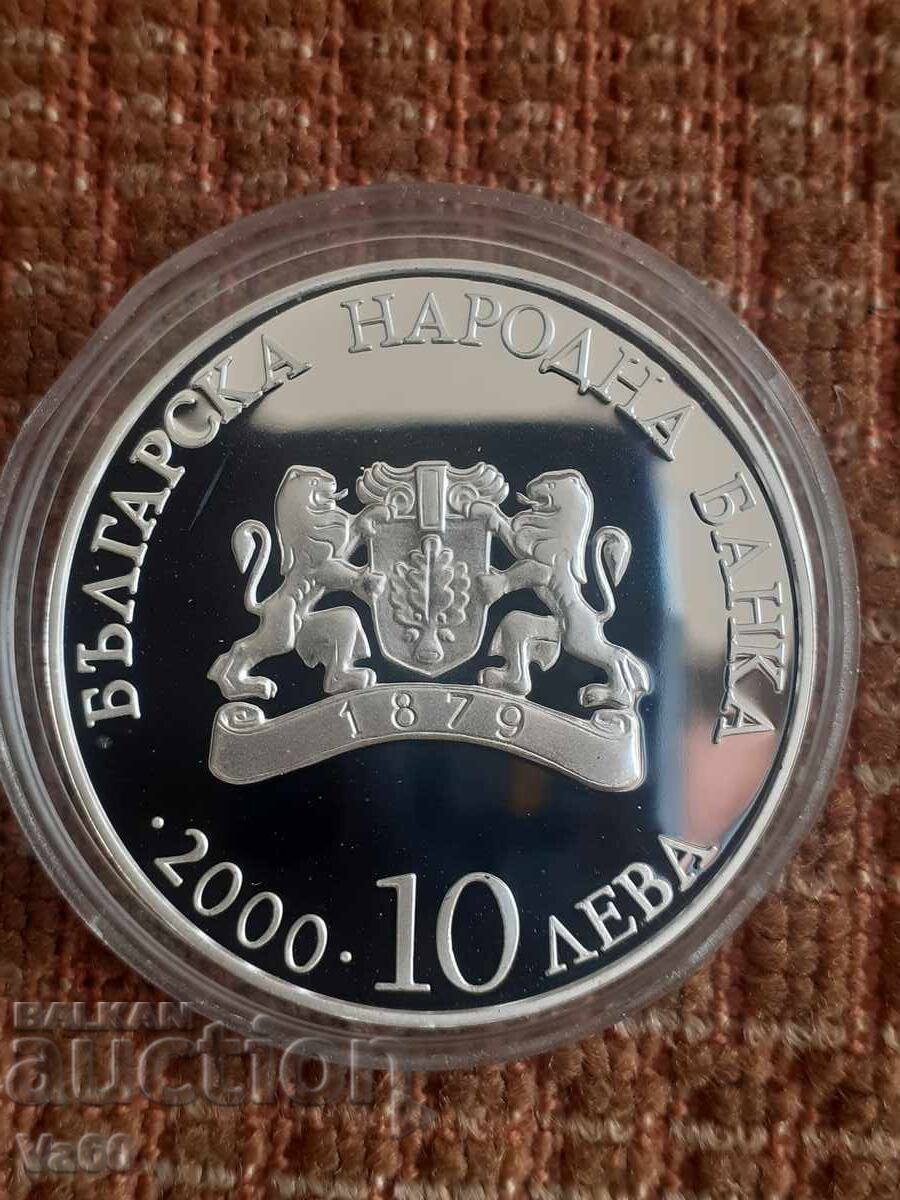 БЪЛГАРСКА НАРОДНА БАНКА
1879
· 2000 ·
10 ЛЕВА
BALKAN
auction
Va60